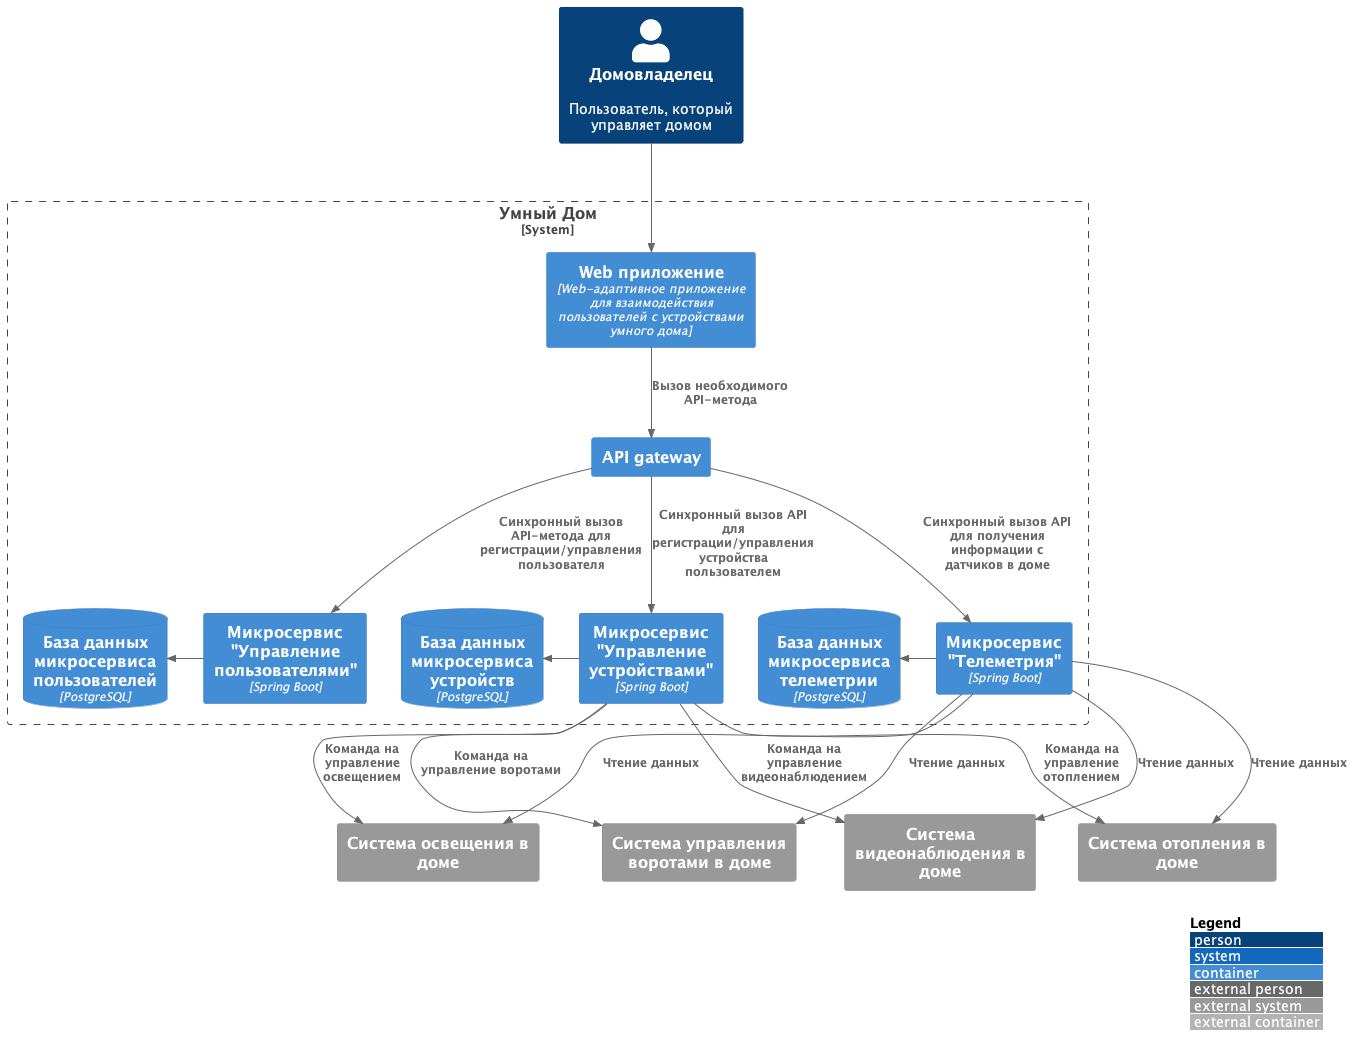 Домовладелец
Пользователь, который
управляет домом
Умный Дом
[System]
Web приложение
[Web-адаптивное приложение
для взаимодействия
пользователей с устройствами
умного дома]
Вызов необходимого
API-метода
API gateway
Синхронный вызов
API-метода для
регистрации/управления
пользователя
Синхронный вызов API
для
регистрации/управления
устройства
пользователем
Синхронный вызов API
для получения
информации с
датчиков в доме
База данных
микросервиса
пользователей
[PostgreSQL]
Микросервис
"Управление
пользователями"
[Spring Boot]
База данных
микросервиса
устройств
[PostgreSQL]
Микросервис
"Управление
устройствами"
[Spring Boot]
База данных
микросервиса
телеметрии
[PostgreSQL]
Микросервис
"Телеметрия"
[Spring Boot]
Команда на
управление
освещением
Команда на
управление воротами
Чтение данных
Команда на
управление
видеонаблюдением
Чтение данных
Команда на
управление
отоплением
Чтение данных
Чтение данных
Система освещения в
доме
Система управления
воротами в доме
Система
видеонаблюдения в
доме
Система отопления в
доме
Legend
person
system
container
external person
external system
external container